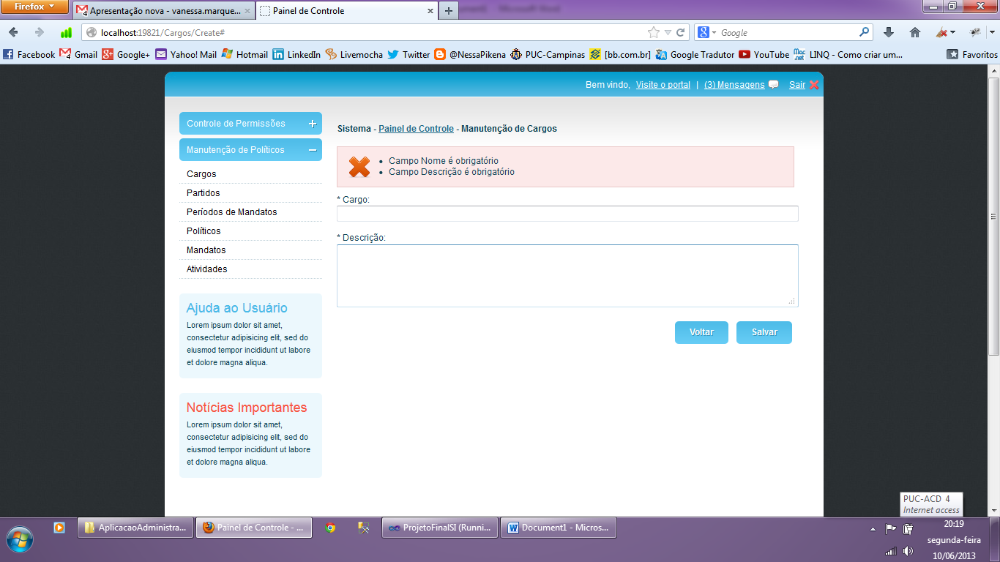 Firefox
Apresentação nova - vanessa.marque...
Painel de Controle
localhost:19821/Cargos/Create#
Google
Facebook
Gmail
Google+
Yahoo! Mail
Hotmail
LinkedIn
Livemocha
Twitter
@NessaPikena
PUC-Campinas
[bb.com.br]
Google Tradutor
YouTube
LINQ - Como criar um...
Favoritos
Bem vindo, Visite o portal | (3) Mensagens Sair
Controle de Permissões
Manutenção de Políticos
Cargos
Partidos
Períodos de Mandatos
Políticos
Mandatos
Atividades
Ajuda ao Usuário
Lorem ipsum dolor sit amet,
consectetur adipisicing elit, sed do
eiusmod tempor incididunt ut labore
et dolore magna aliqua.
Notícias Importantes
Lorem ipsum dolor sit amet,
consectetur adipisicing elit, sed do
eiusmod tempor incididunt ut labore
et dolore magna aliqua.
Sistema - Painel de Controle - Manutenção de Cargos
Campo Nome é obrigatório
Campo Descrição é obrigatório
* Cargo:
* Descrição:
Voltar
Salvar
PUC-ACD 4
Internet access
AplicacaoAdministra...
Painel de Controle - ...
ProjetoFinalSI (Runni...
Document1 - Micros...
20:19
segunda-feira
10/06/2013